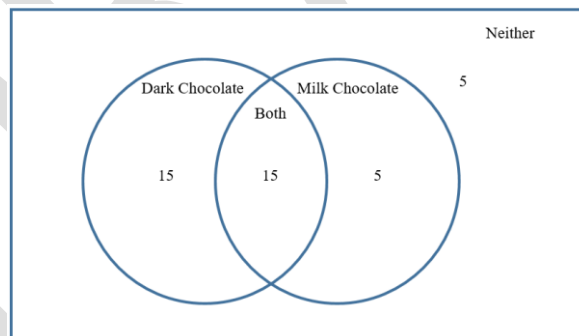 Neither
5
Dark Chocolate Milk Chocolate
Both
15 15 5